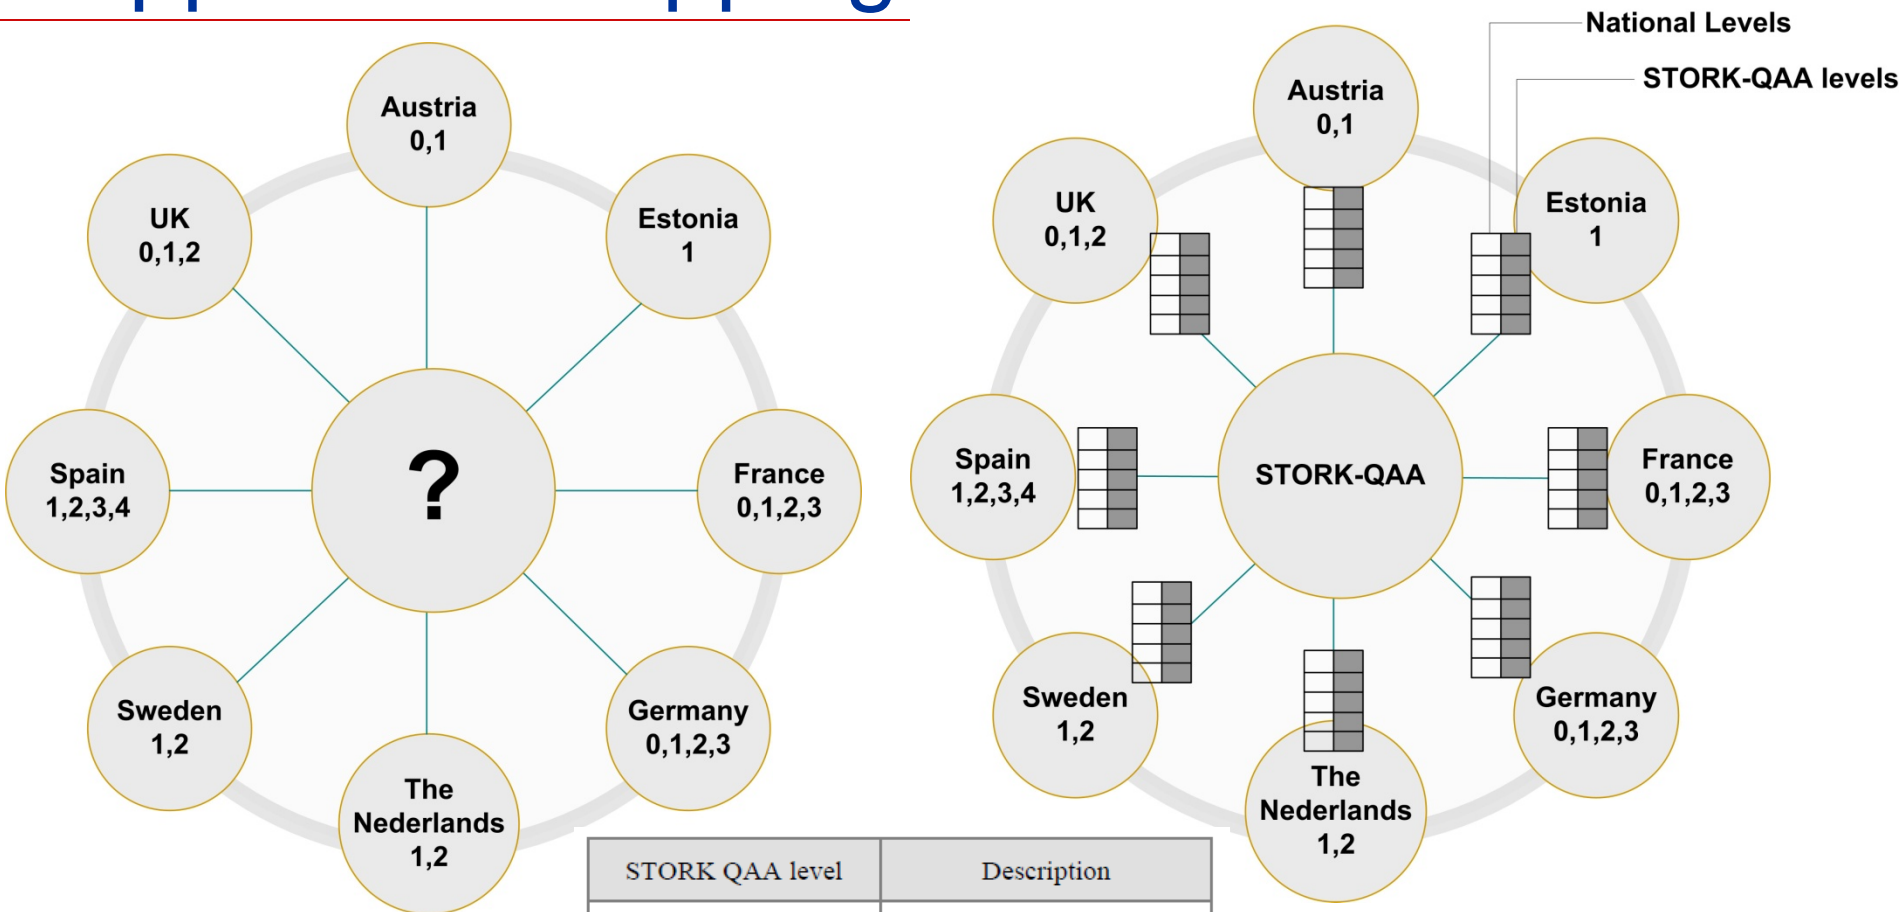 Austria
0,1
UK
0,1,2
Estonia
1
Spain
1,2,3,4
?
France
0,1,2,3
Sweden
1,2
Germany
0,1,2,3
The
Nederlands
1,2
National Levels
STORK-QAA levels
Austria
0,1
UK
0,1,2
Estonia
1
Spain
1,2,3,4
STORK-QAA
France
0,1,2,3
Sweden
1,2
Germany
0,1,2,3
The
Nederlands
1,2
STORK QAA level
Description